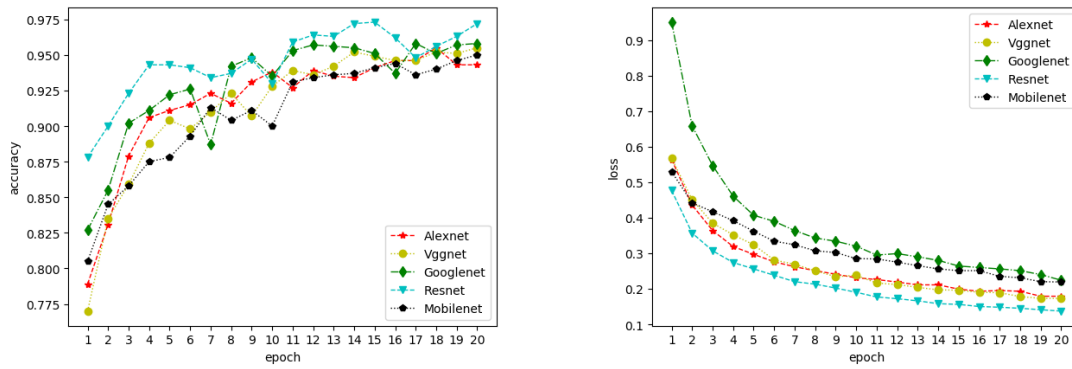 0.975
0.950
0.925
0.900
0.875
0.850
0.825
0.800
0.775
accuracy
1 2 3 4 5 6 7 8 9 10 11 12 13 14 15 16 17 18 19 20
epoch
Alexnet
Vggnet
Googlenet
Resnet
Mobilenet
0.9
0.8
0.7
0.6
0.5
0.4
0.3
0.2
0.1
loss
1 2 3 4 5 6 7 8 9 10 11 12 13 14 15 16 17 18 19 20
epoch
Alexnet
Vggnet
Googlenet
Resnet
Mobilenet